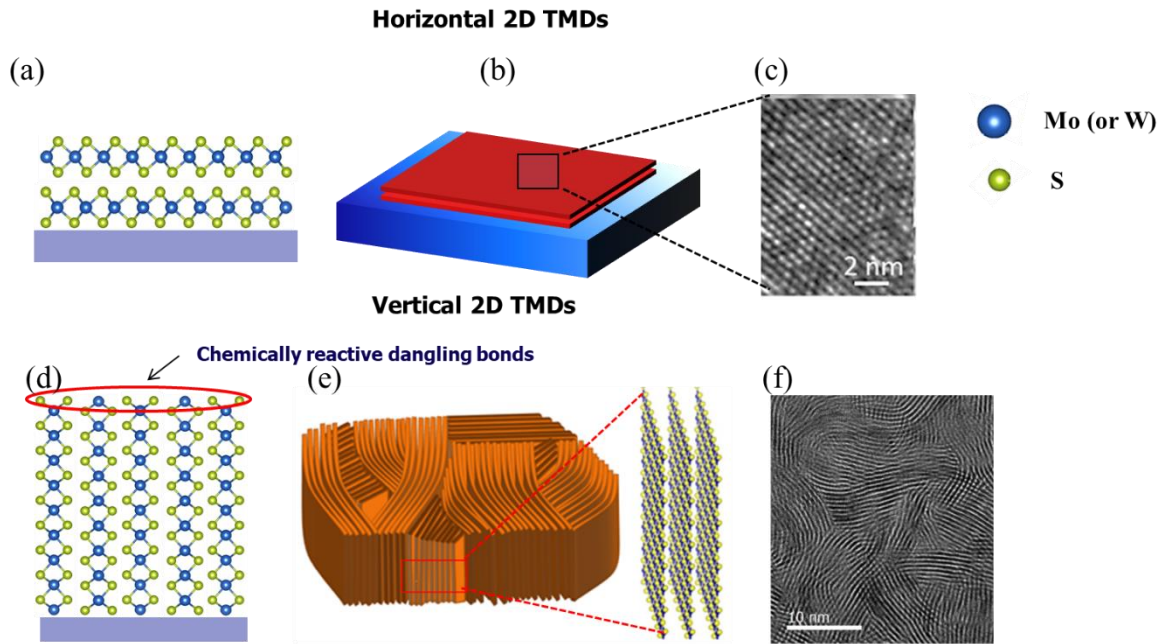 Horizontal 2D TMDs
(a)
(b)
(c)
Mo (or W)
S
2 nm
Vertical 2D TMDs
Chemically reactive dangling bonds
(d)
(e)
(f)
10 nm